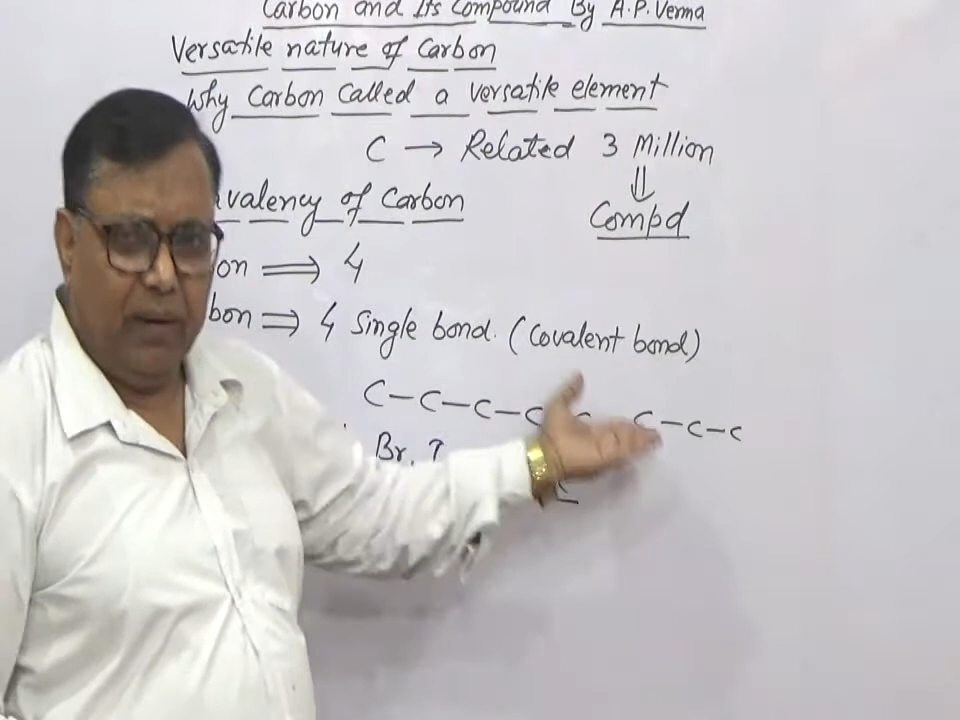 Carbon and Its Compound By A.P. Verma
Versatile nature of Carbon
Why Carbon Called a versatile element
C → Related 3 Million
⇓
Compd
valency of Carbon
on ⟹ 4
bon ⟹ 4 Single bond. (Covalent bond)
C-C-C-C C-C-C
Br.